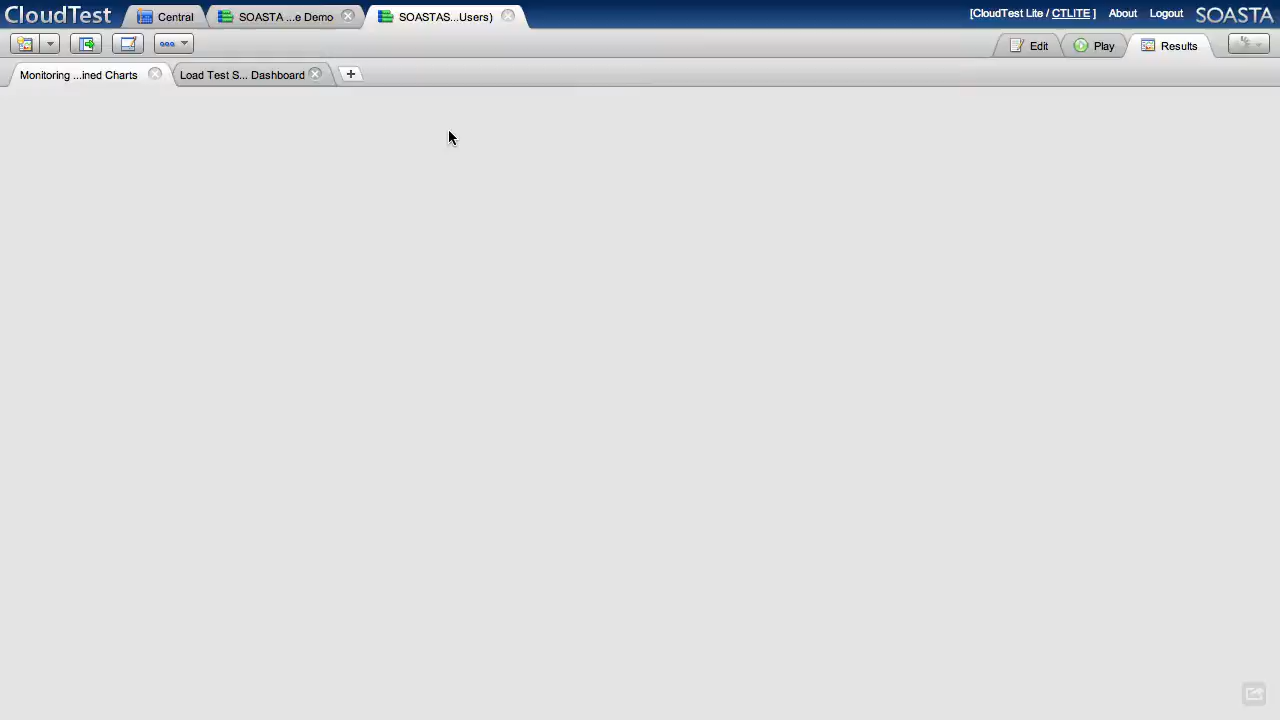 CloudTest Central SOASTA ...e Demo SOASTAS...Users) [CloudTest Lite / CTLITE ] About Logout SOASTA
Edit Play Results
Monitoring ...ined Charts Load Test S... Dashboard +